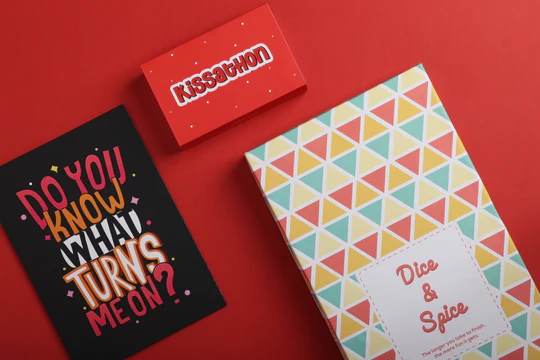 Kissathon
DO YOU
KNOW
WHAT
TURNS
ME ON?
Dice
&
Spice
The longer you take to finish,
the more fun it gets.